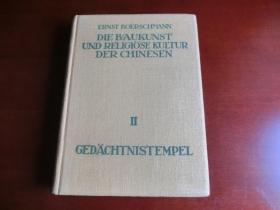 ERNST BOERSCHMANN
DIE BAUKUNST
UND RELIGIÖSE KULTUR
DER CHINESEN
II
GEDÄCHTNISTEMPEL